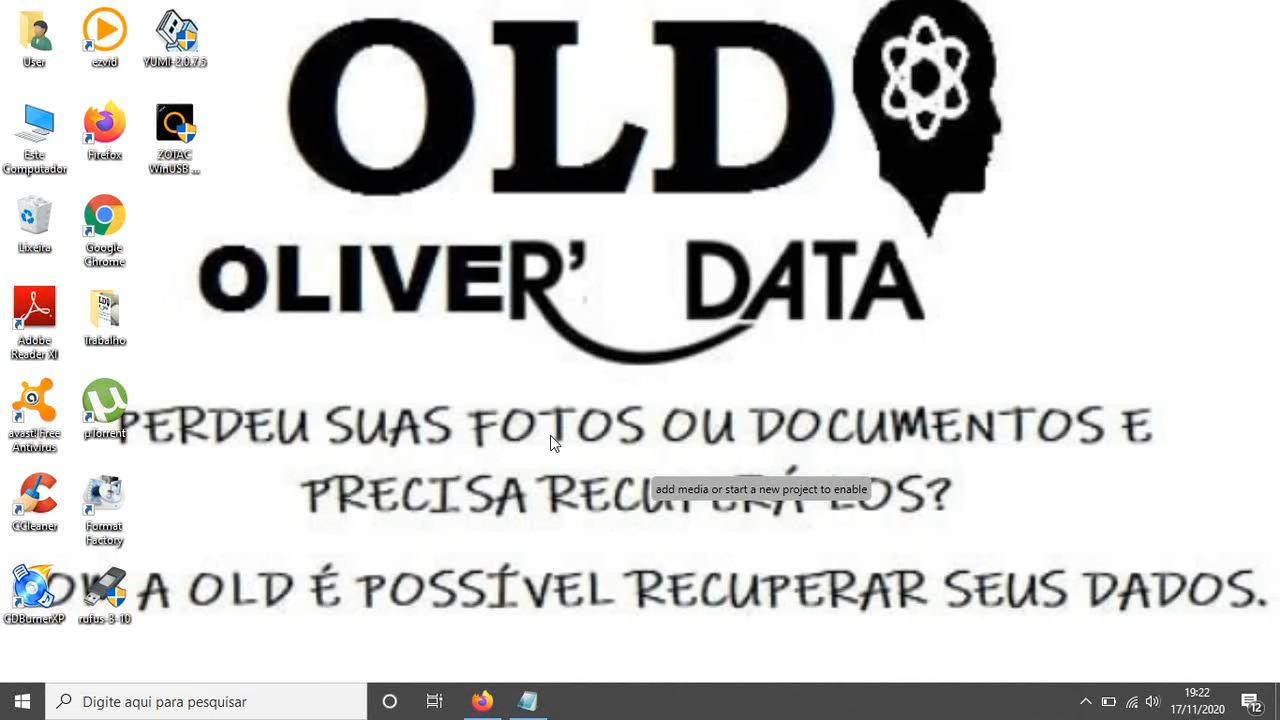 OLD
OLIVER' DATA
PERDEU SUAS FOTOS OU DOCUMENTOS E
PRECISA RECUPERÁ-LOS?
A OLD É POSSÍVEL RECUPERAR SEUS DADOS.
add media or start a new project to enable
User
ezvid
YUMI-2.0.7.5
Este
Computador
Firefox
ZOTAC
WinUSB ...
Lixeira
Google
Chrome
Adobe
Reader XI
Trabalho
avast! Free
Antivirus
µTorrent
CCleaner
Format
Factory
CDBurnerXP
rufus-3-10
Digite aqui para pesquisar
19:22
17/11/2020
12